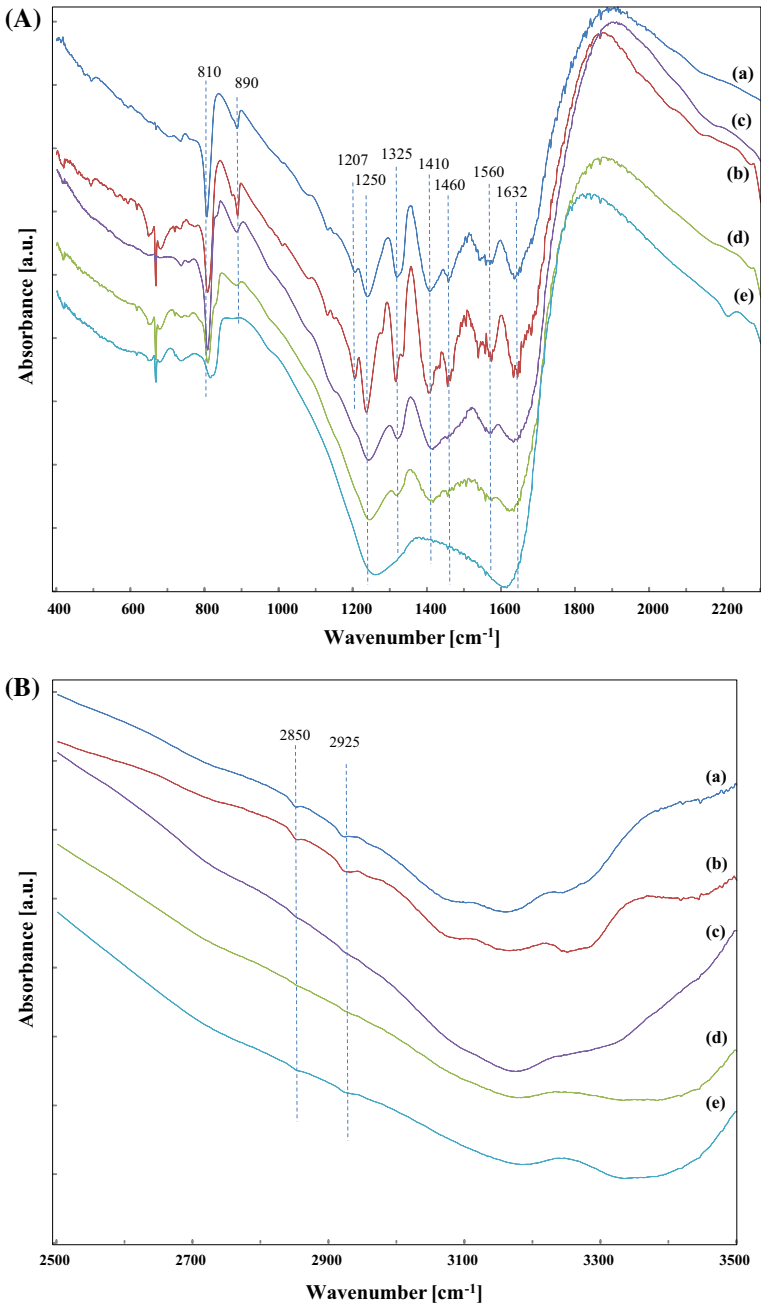 (A)
810
890
1207
1325
1410
1560
1250
1460
1632
(a)
(c)
(b)
(d)
(e)
Absorbance [a.u.]
400 600 800 1000 1200 1400 1600 1800 2000 2200
Wavenumber [cm-1]
(B)
2850
2925
(a)
(b)
(c)
(d)
(e)
Absorbance [a.u.]
2500 2700 2900 3100 3300 3500
Wavenumber [cm-1]